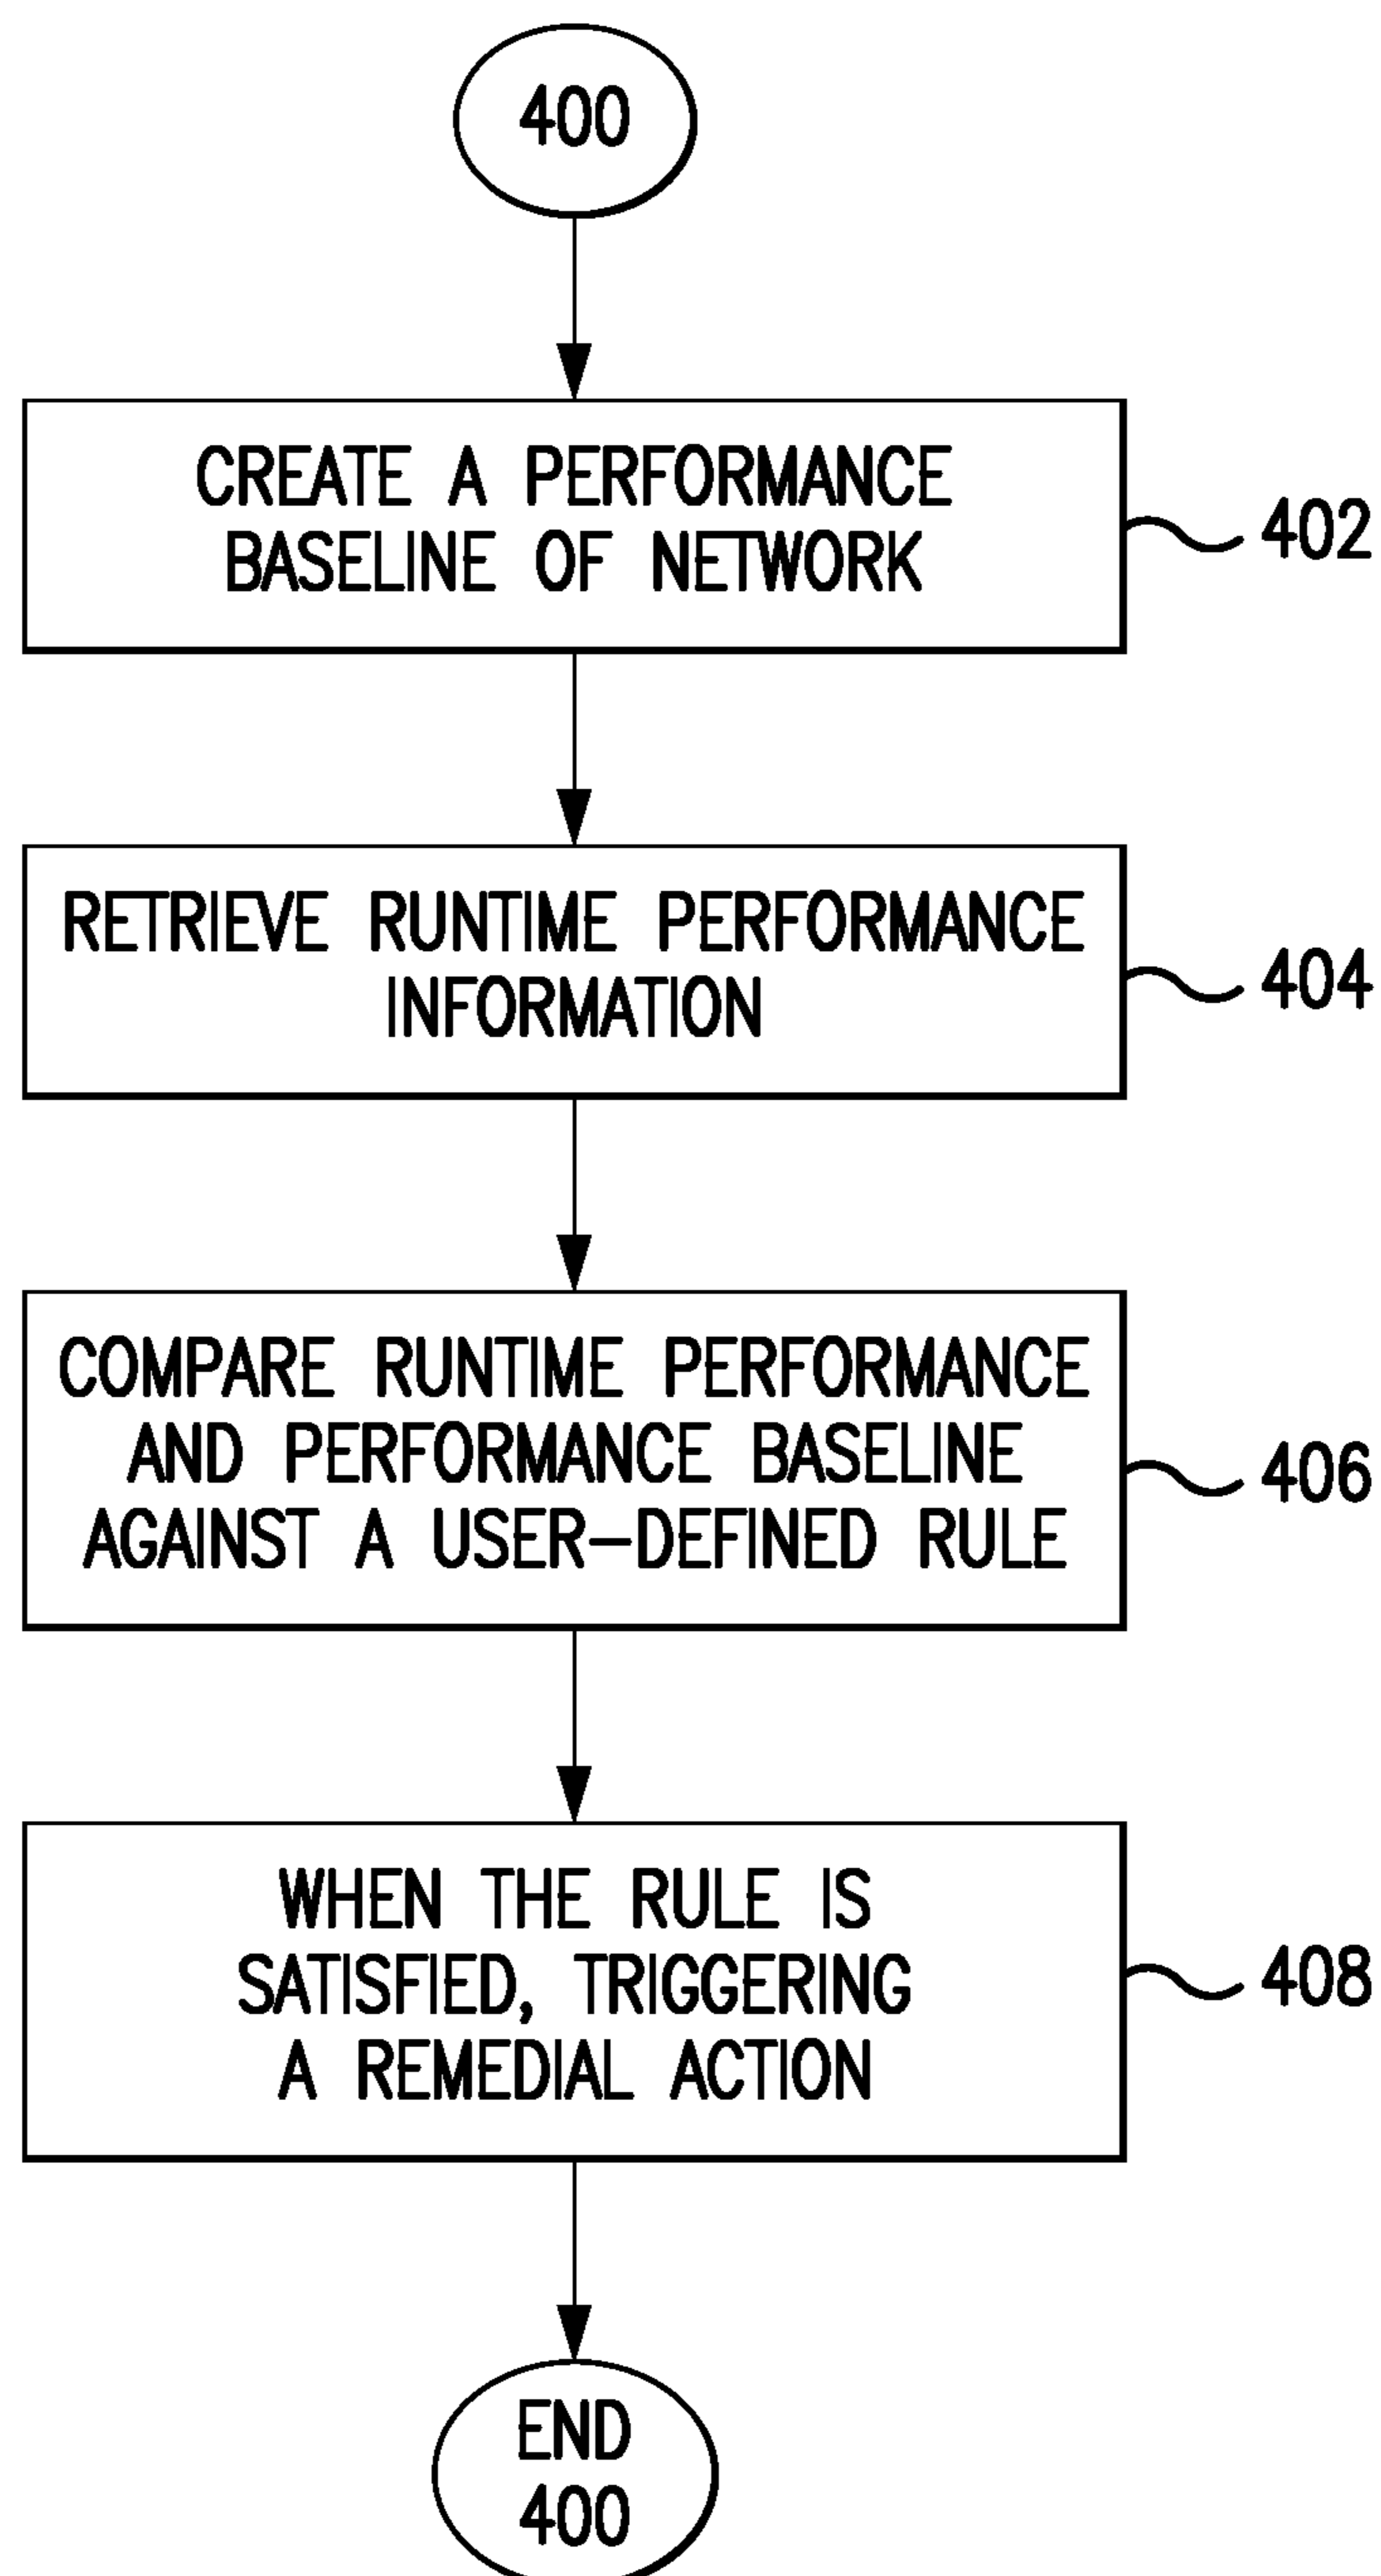 400
CREATE A PERFORMANCE
BASELINE OF NETWORK
402
RETRIEVE RUNTIME PERFORMANCE
INFORMATION
404
COMPARE RUNTIME PERFORMANCE
AND PERFORMANCE BASELINE
AGAINST A USER-DEFINED RULE
406
WHEN THE RULE IS
SATISFIED, TRIGGERING
A REMEDIAL ACTION
408
END
400